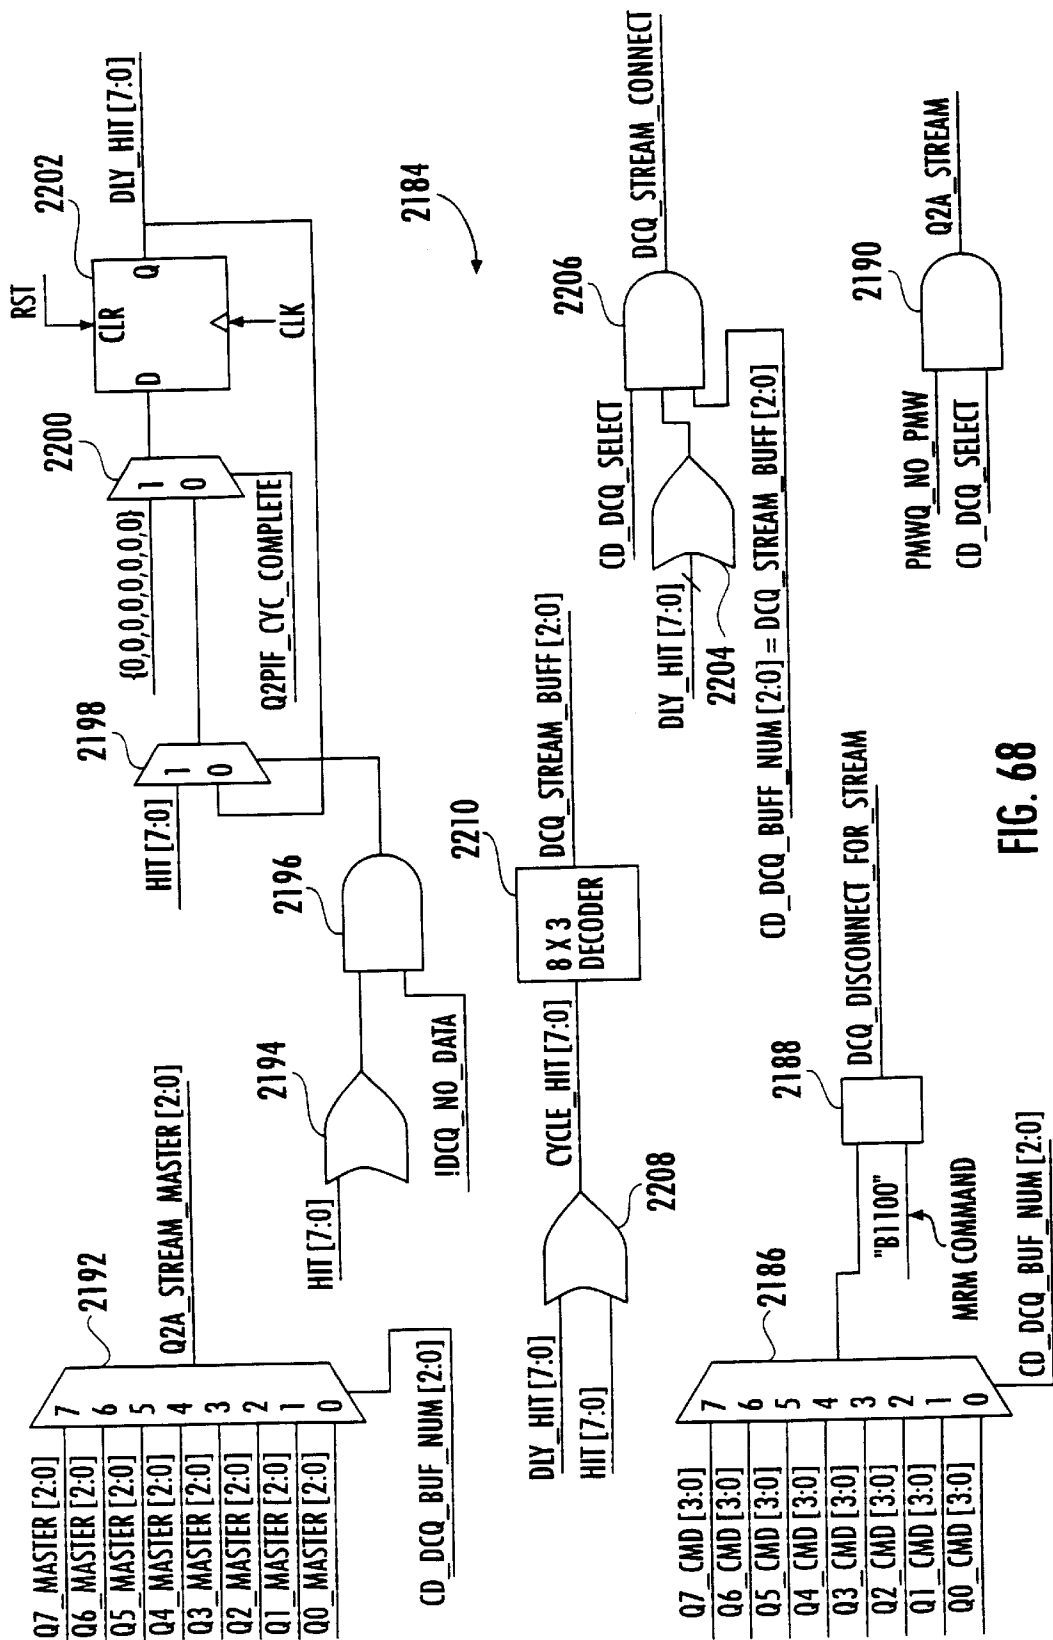 Q7_MASTER [2:0]
Q6_MASTER [2:0]
Q5_MASTER [2:0]
Q4_MASTER [2:0]
Q3_MASTER [2:0]
Q2_MASTER [2:0]
Q1_MASTER [2:0]
Q0_MASTER [2:0]
7
6
5
4
3
2
1
0
2192
Q2A_STREAM_MASTER [2:0]
CD_DCQ_BUF_NUM [2:0]
HIT [7:0]
2194
!DCQ_NO_DATA
2196
HIT [7:0]
2198
1
0
{0,0,0,0,0,0,0,0}
2200
1
0
Q2PIF_CYC_COMPLETE
RST
2202
CLR
D
Q
CLK
DLY_HIT [7:0]
2184
DLY_HIT [7:0]
HIT [7:0]
2208
CYCLE_HIT [7:0]
2210
8 X 3
DECODER
DCQ_STREAM_BUFF [2:0]
CD_DCQ_SELECT
DLY_HIT [7:0]
2204
2206
DCQ_STREAM_CONNECT
CD_DCQ_BUFF_NUM [2:0] = DCQ_STREAM_BUFF [2:0]
Q7_CMD [3:0]
Q6_CMD [3:0]
Q5_CMD [3:0]
Q4_CMD [3:0]
Q3_CMD [3:0]
Q2_CMD [3:0]
Q1_CMD [3:0]
Q0_CMD [3:0]
7
6
5
4
3
2
1
0
2186
"B1100"
MRM COMMAND
CD_DCQ_BUF_NUM [2:0]
2188
DCQ_DISCONNECT_FOR_STREAM
PMWQ_NO_PMW
CD_DCQ_SELECT
2190
Q2A_STREAM
FIG. 68